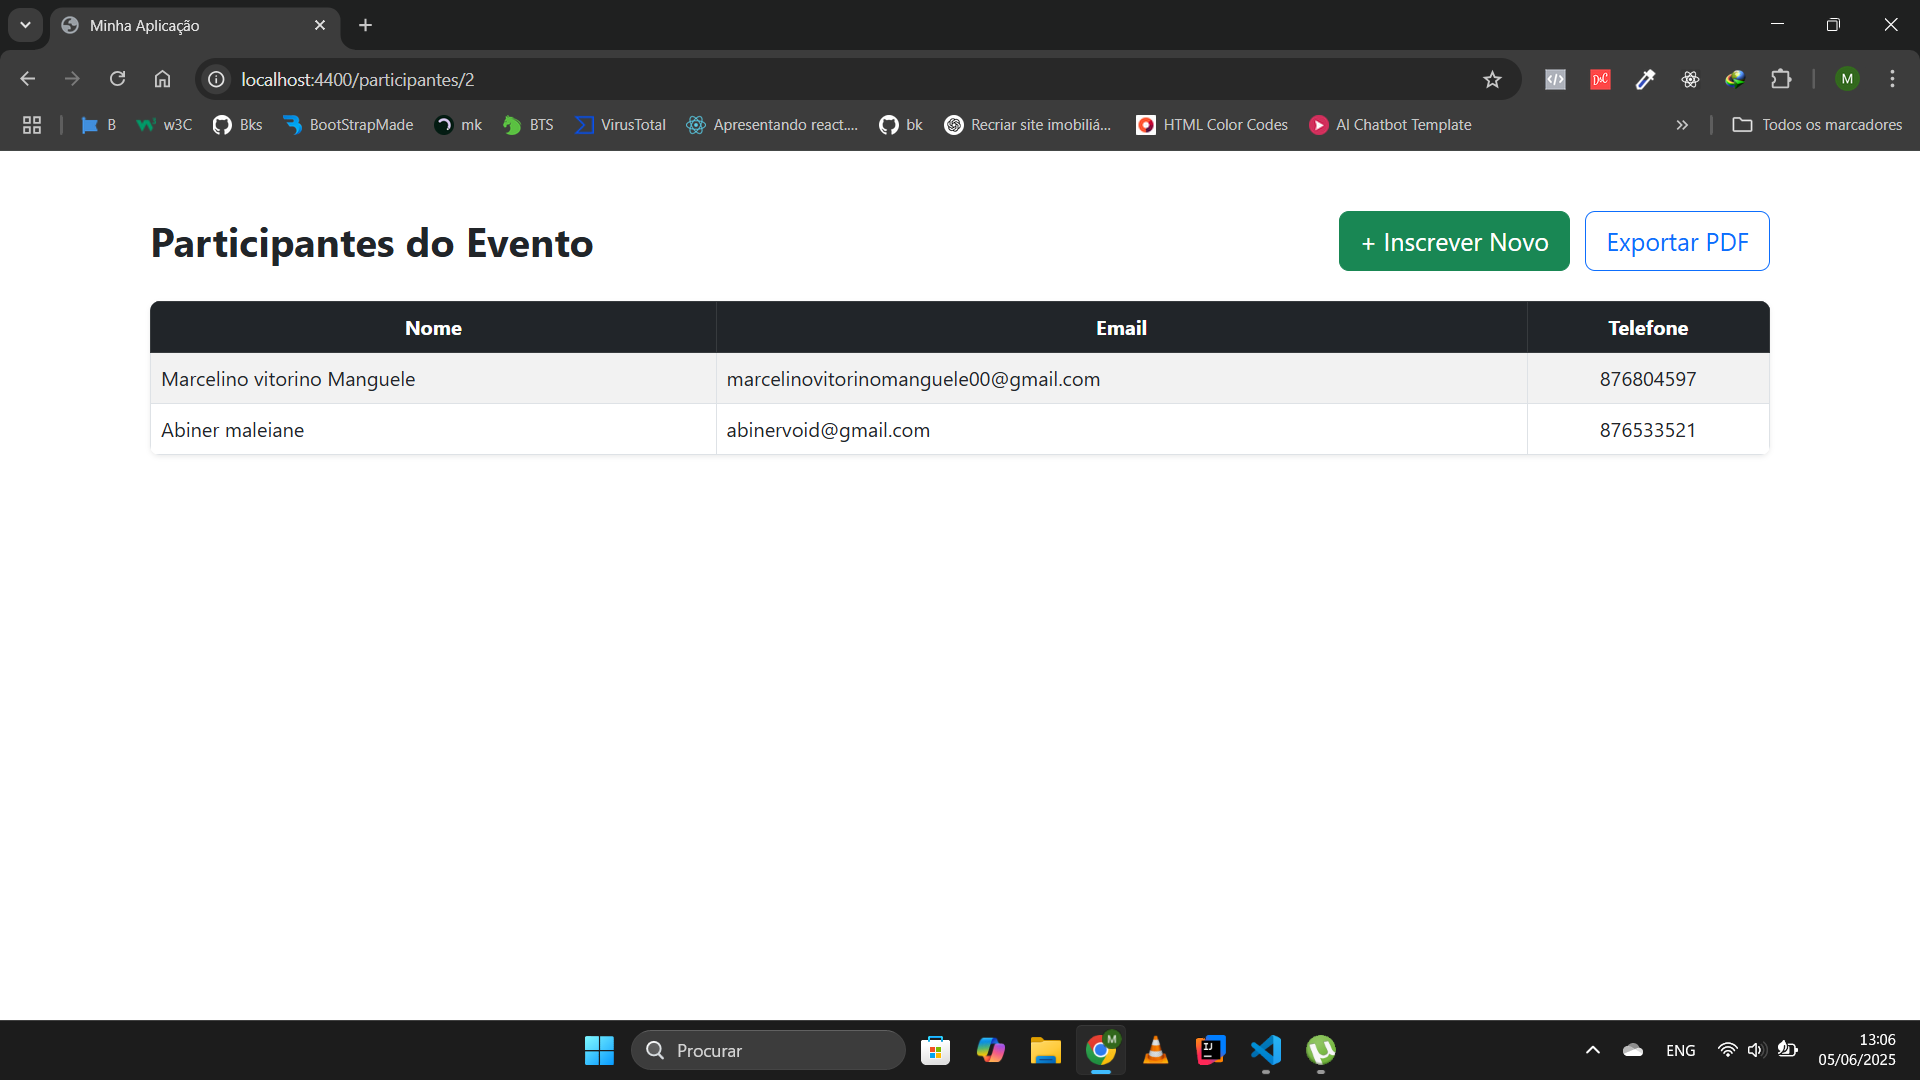 Minha Aplicação
localhost:4400/participantes/2
M
B w3C Bks BootStrapMade mk BTS VirusTotal Apresentando react.... bk Recriar site imobiliá... HTML Color Codes AI Chatbot Template » Todos os marcadores
Participantes do Evento
+ Inscrever Novo
Exportar PDF
Nome Email Telefone
Marcelino vitorino Manguele marcelinovitorinomanguele00@gmail.com 876804597
Abiner maleiane abinervoid@gmail.com 876533521
Procurar
M
ENG
13:06
05/06/2025